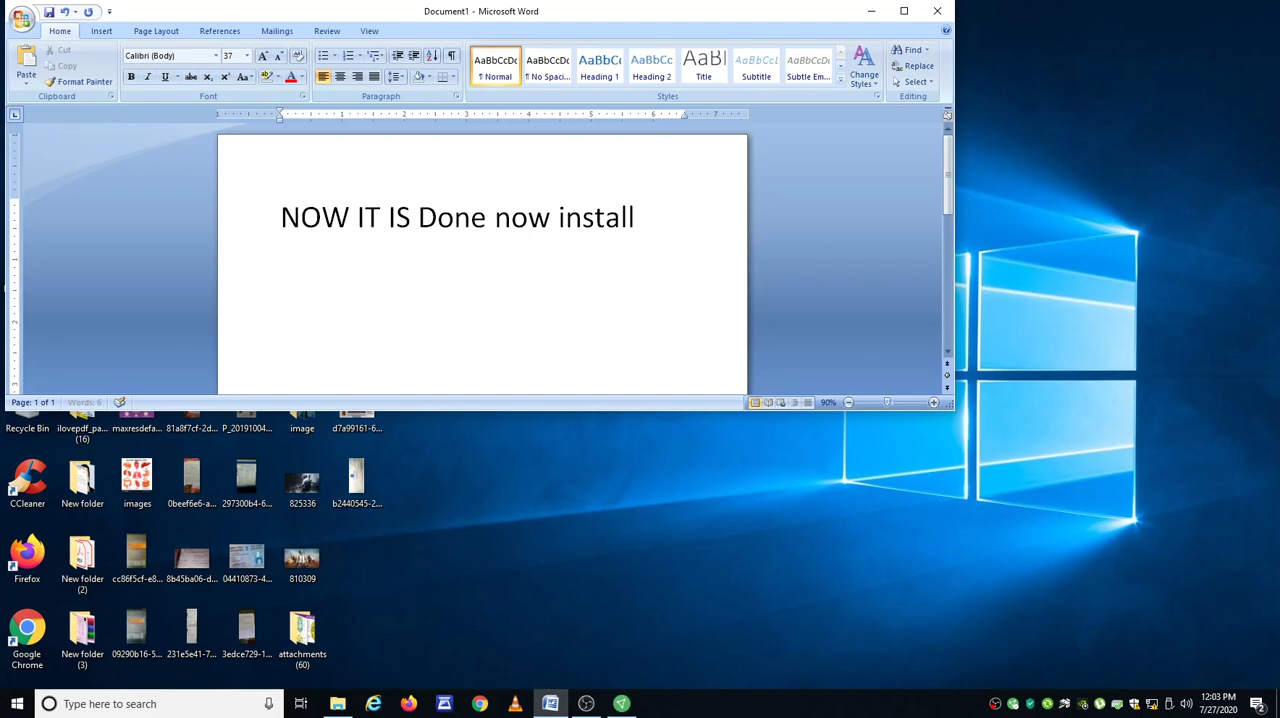 Document1 - Microsoft Word
Home Insert Page Layout References Mailings Review View
Cut
Copy
Format Painter
Paste
Clipboard
Calibri (Body) 37
Font
Paragraph
AaBbCcDc AaBbCcDc AaBbCc AaBbCc AaBl AaBbCcL AaBbCcDc
¶ Normal ¶ No Spaci... Heading 1 Heading 2 Title Subtitle Subtle Em...
Change Styles
Styles
Find
Replace
Select
Editing
NOW IT IS Done now install
Page: 1 of 1 Words: 6 90%
Recycle Bin ilovepdf_pa... (16) maxresdefa... 81a8f7cf-2d... P_20191004... image d7a99161-6...
CCleaner New folder images 0beef6e6-a... 297300b4-6... 825336 b2440545-2...
Firefox New folder (2) cc86f5cf-e8... 8b45ba06-d... 04410873-4... 810309
Google Chrome New folder (3) 09290b16-5... 231e5e41-7... 3edce729-1... attachments (60)
Type here to search
12:03 PM
7/27/2020
2